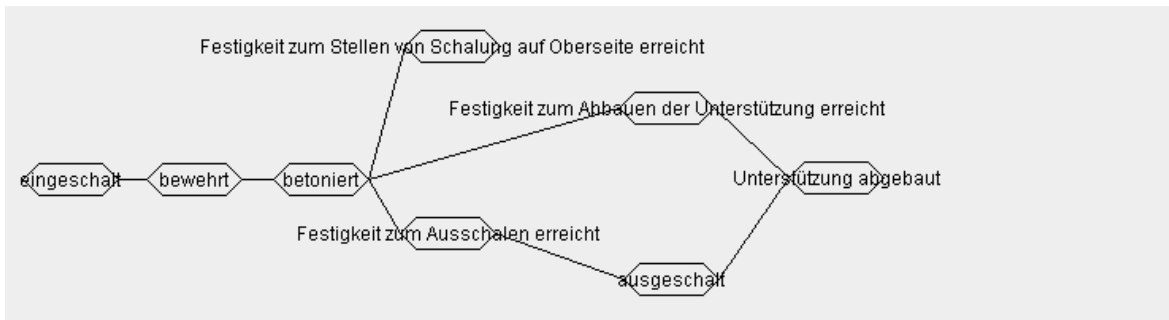 Festigkeit zum Stellen von Schalung auf Oberseite erreicht
Festigkeit zum Abbauen der Unterstützung erreicht
eingeschalt
bewehrt
betoniert
Unterstützung abgebaut
Festigkeit zum Ausschalen erreicht
ausgeschalt